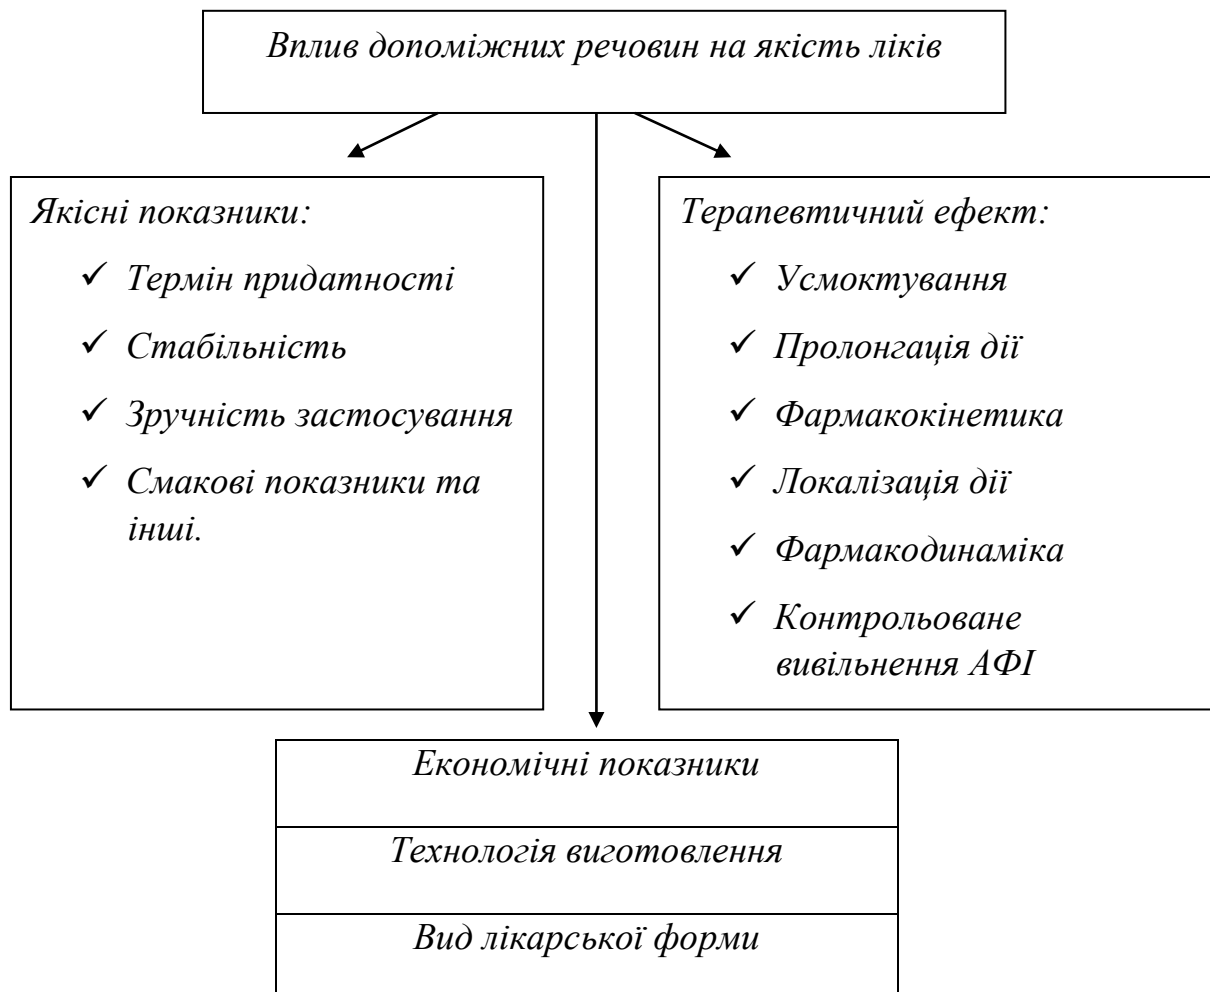 Вплив допоміжних речовин на якість ліків
Якісні показники:
✓ Термін придатності
✓ Стабільність
✓ Зручність застосування
✓ Смакові показники та
інші.
Терапевтичний ефект:
✓ Усмоктування
✓ Пролонгація дії
✓ Фармакокінетика
✓ Локалізація дії
✓ Фармакодинаміка
✓ Контрольоване
вивільнення АФІ
Економічні показники
Технологія виготовлення
Вид лікарської форми